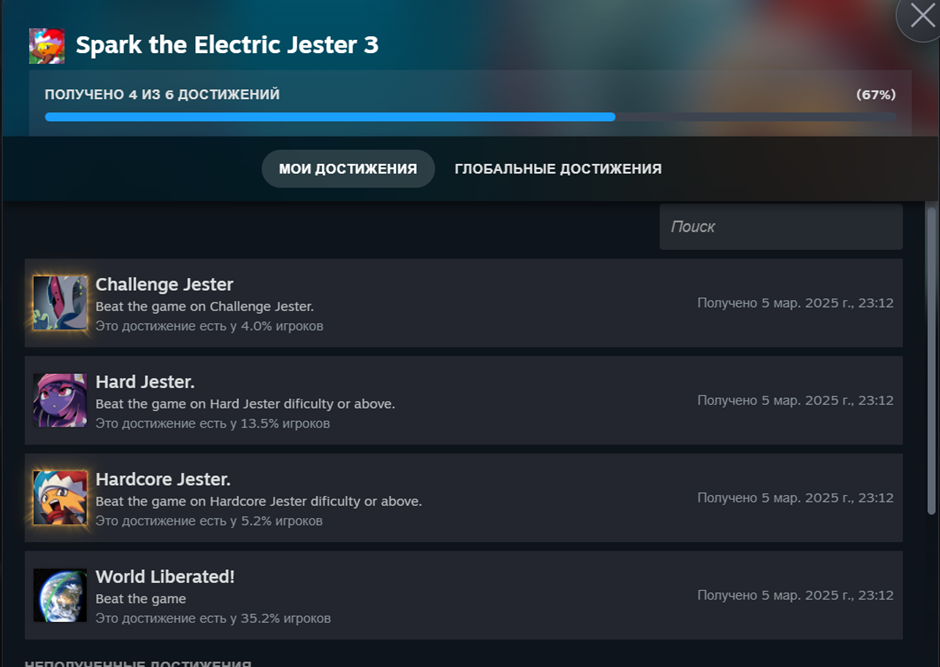 Spark the Electric Jester 3
ПОЛУЧЕНО 4 ИЗ 6 ДОСТИЖЕНИЙ (67%)
МОИ ДОСТИЖЕНИЯ ГЛОБАЛЬНЫЕ ДОСТИЖЕНИЯ
Поиск
Challenge Jester
Beat the game on Challenge Jester.
Это достижение есть у 4.0% игроков
Получено 5 мар. 2025 г., 23:12
Hard Jester.
Beat the game on Hard Jester dificulty or above.
Это достижение есть у 13.5% игроков
Получено 5 мар. 2025 г., 23:12
Hardcore Jester.
Beat the game on Hardcore Jester dificulty or above.
Это достижение есть у 5.2% игроков
Получено 5 мар. 2025 г., 23:12
World Liberated!
Beat the game
Это достижение есть у 35.2% игроков
Получено 5 мар. 2025 г., 23:12
НЕПОЛУЧЕННЫЕ ДОСТИЖЕНИЯ